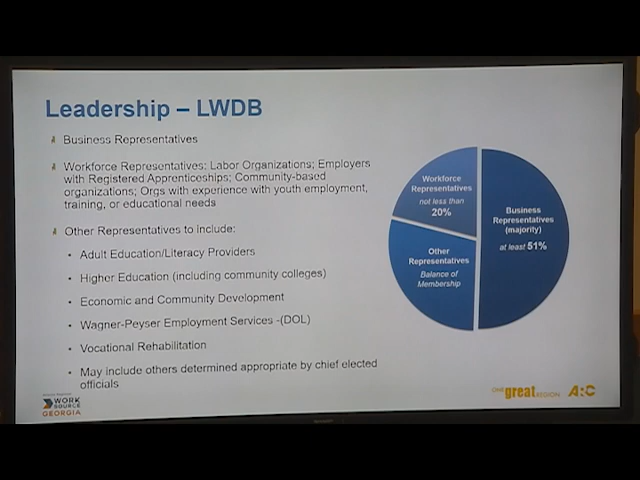 Leadership – LWDB
Business Representatives
Workforce Representatives: Labor Organizations; Employers
with Registered Apprenticeships; Community-based
organizations; Orgs with experience with youth employment,
training, or educational needs
Other Representatives to Include:
• Adult Education/Literacy Providers
• Higher Education (including community colleges)
• Economic and Community Development
• Wagner-Peyser Employment Services -(DOL)
• Vocational Rehabilitation
• May include others determined appropriate by chief elected
officials
Workforce
Representatives
not less than
20%
Business
Representatives
(majority)
at least 51%
Other
Representatives
Balance of
Membership
WORK
SOURCE
GEORGIA
one great REGION
ARC